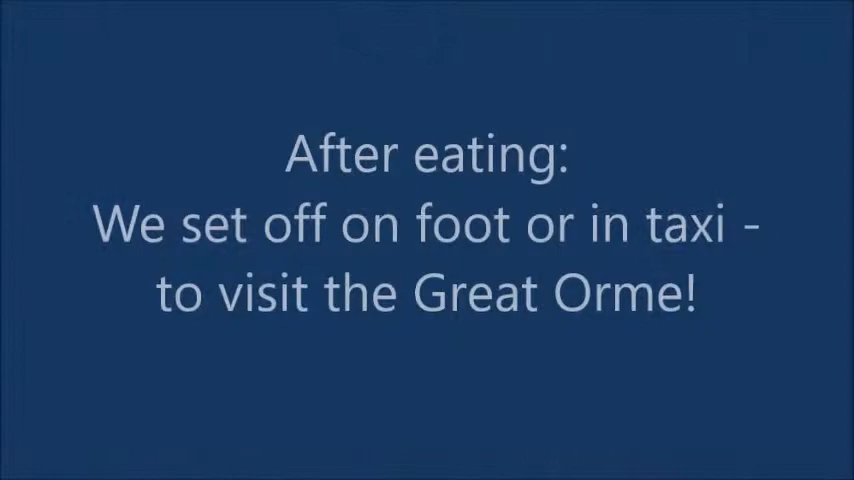 After eating:
We set off on foot or in taxi -
to visit the Great Orme!